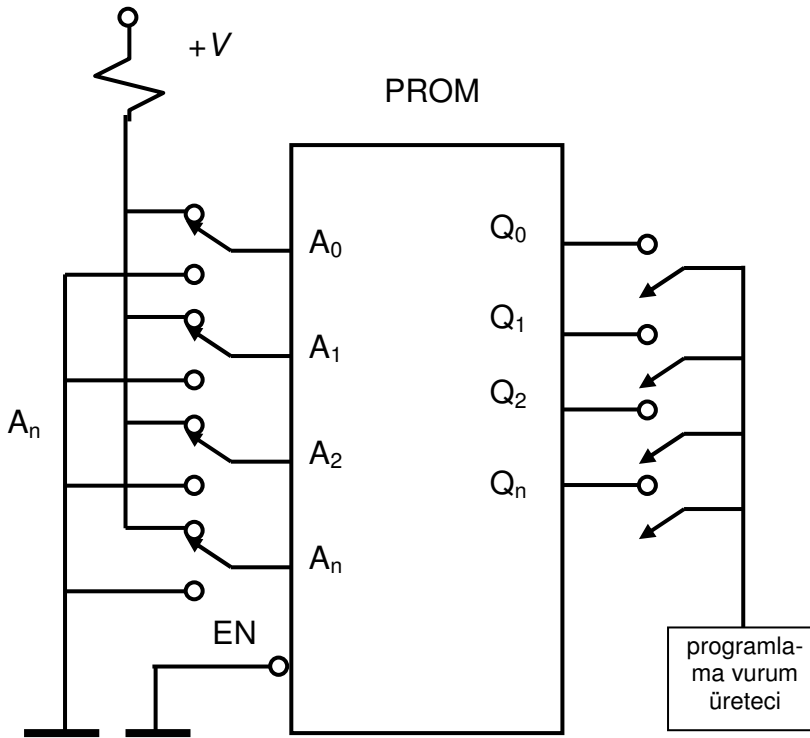 +V
PROM
A₀
Q₀
A₁
Q₁
Aₙ
A₂
Q₂
Qₙ
Aₙ
EN
programla-
ma vurum
üreteci